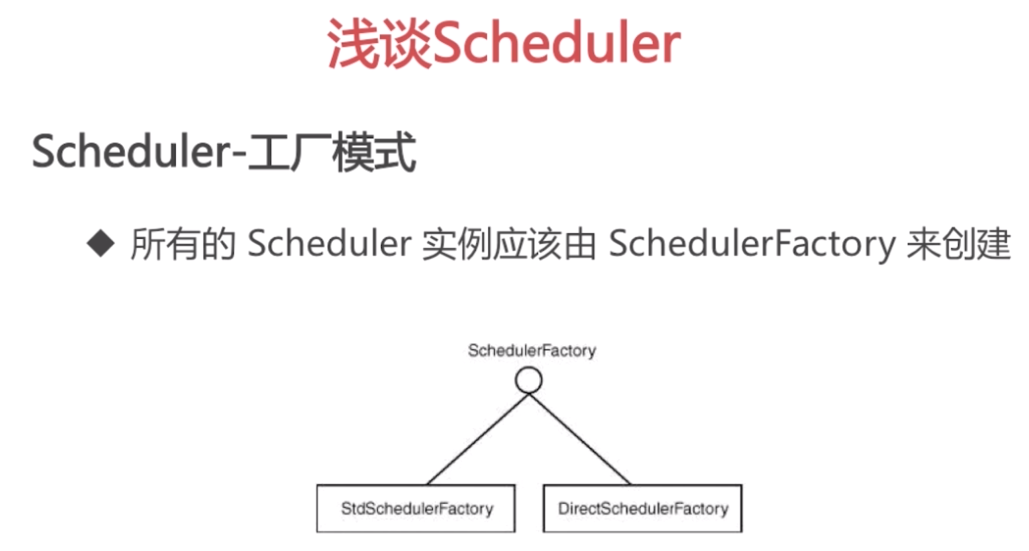 浅谈Scheduler
Scheduler-工厂模式
◆ 所有的 Scheduler 实例应该由 SchedulerFactory 来创建
SchedulerFactory
StdSchedulerFactory
DirectSchedulerFactory